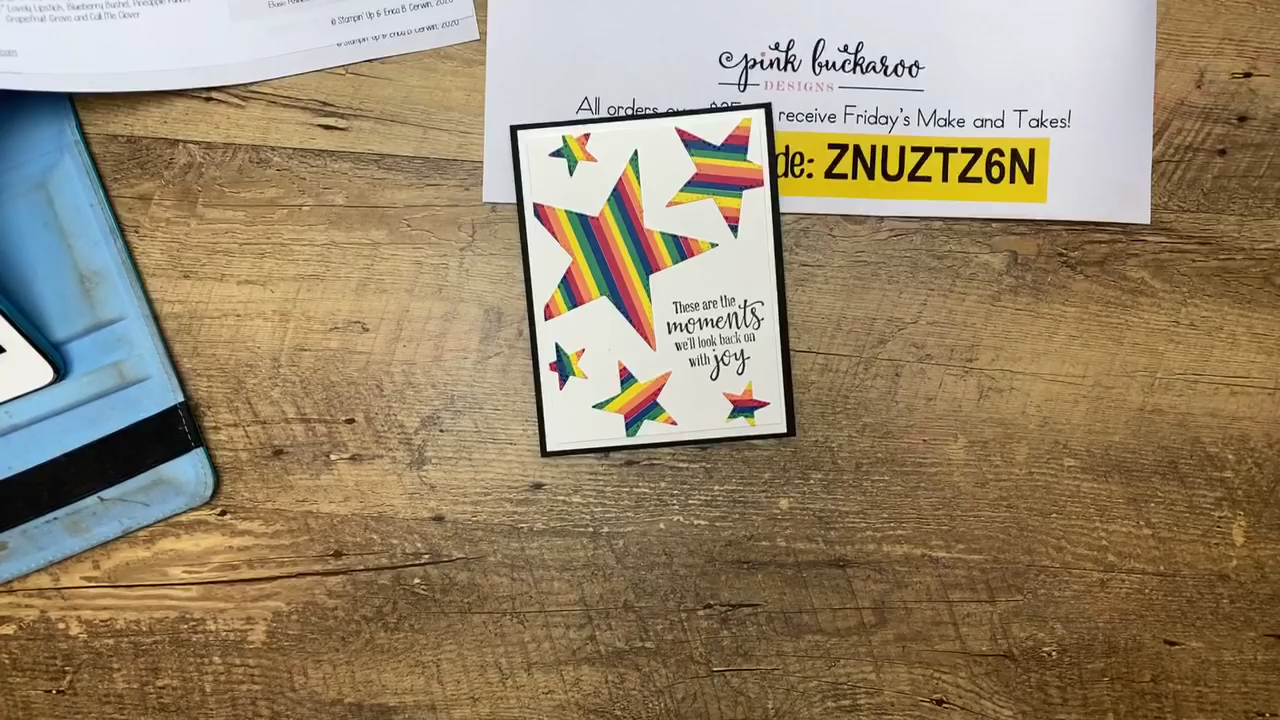 Lovely Lipstick, Blueberry Bushel, Pineapple Punch,
Grapefruit Grove and Call Me Clover
© Stampin' Up & Erica B. Cerwin, 2020
© Stampin' Up & Erica B. Cerwin, 2020
pink buckaroo
DESIGNS
All orders receive Friday's Make and Takes!
de: ZNUZTZ6N
These are the
moments
we'll look back on
with joy